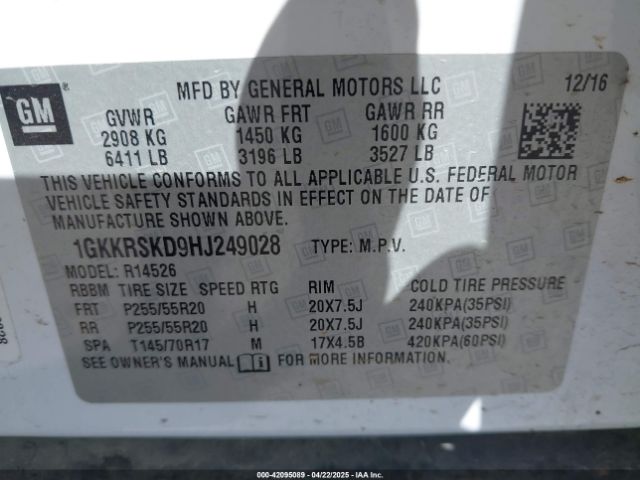 GM
MFD BY GENERAL MOTORS LLC 12/16
GVWR GAWR FRT GAWR RR
2908 KG 1450 KG 1600 KG
6411 LB 3196 LB 3527 LB
THIS VEHICLE CONFORMS TO ALL APPLICABLE U.S. FEDERAL MOTOR
VEHICLE SAFETY STANDARDS IN EFFECT ON THE DATE OF
MANUFACTURE SHOWN ABOVE.
1GKKRSKD9HJ249028 TYPE: M.P.V.
MODEL: R14526
RBBM TIRE SIZE SPEED RTG RIM COLD TIRE PRESSURE
FRT P255/55R20 H 20X7.5J 240KPA(35PSI)
RR P255/55R20 H 20X7.5J 240KPA(35PSI)
SPA T145/70R17 M 17X4.5B 420KPA(60PSI)
SEE OWNER'S MANUAL FOR MORE INFORMATION.
000-42095089 - 04/22/2025 - IAAI.COM